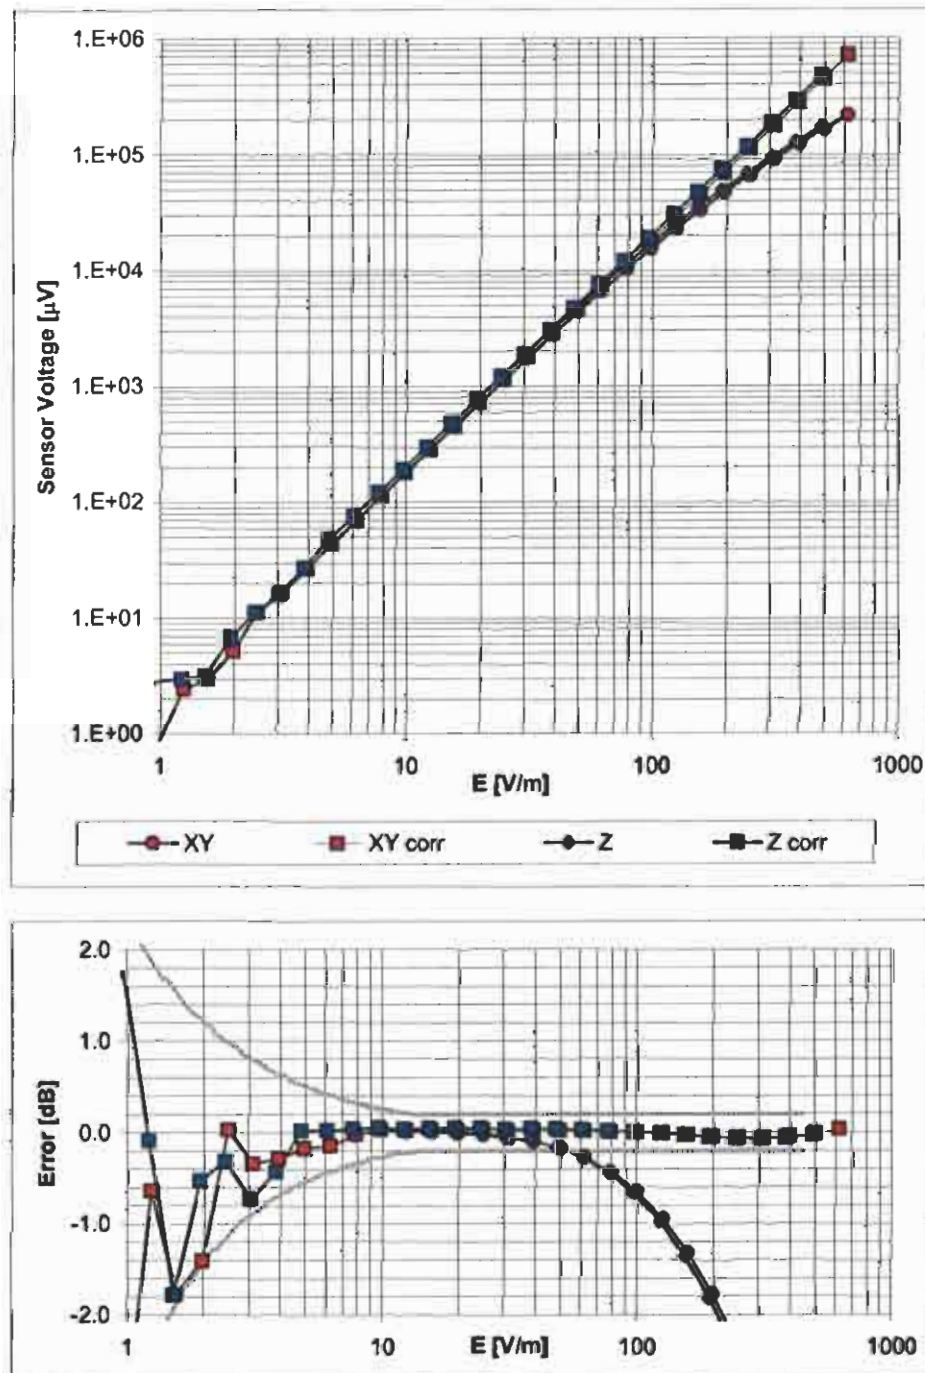 1.E+06
1.E+05
1.E+04
1.E+03
1.E+02
1.E+01
1.E+00
Sensor Voltage [µV]
1 10 100 1000
E [V/m]
XY XY corr Z Z corr
2.0
1.0
0.0
-1.0
-2.0
Error [dB]
1 10 100 1000
E [V/m]